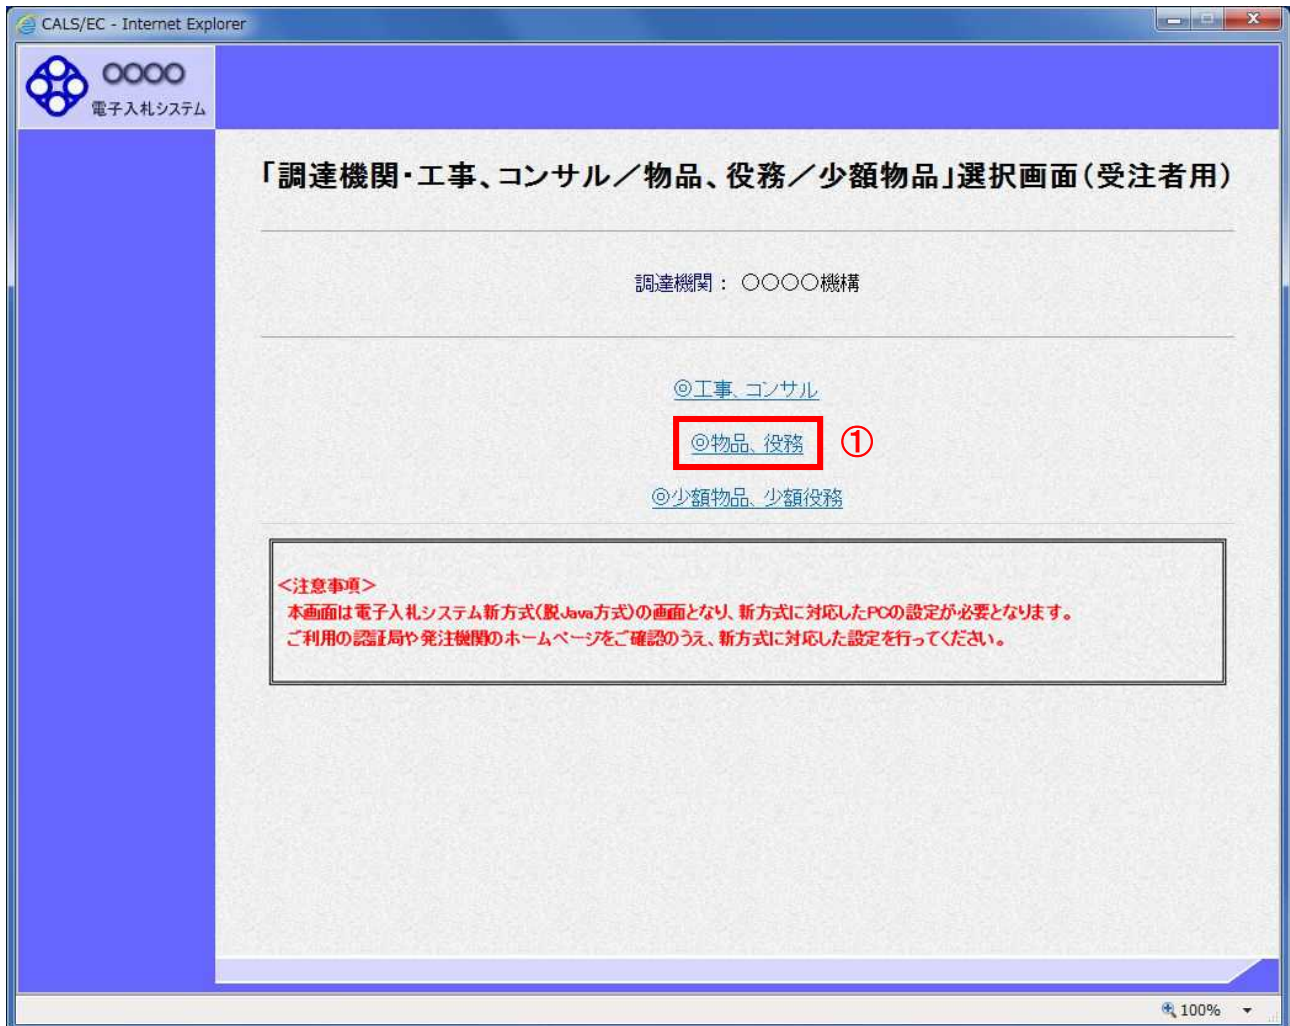 CALS/EC - Internet Explorer
○○○○
電子入札システム
「調達機関・工事、コンサル／物品、役務／少額物品」選択画面（受注者用）
調達機関： ○○○○機構
◎工事、コンサル
◎物品、役務 ①
◎少額物品、少額役務
＜注意事項＞
本画面は電子入札システム新方式(脱Java方式)の画面となり、新方式に対応したPCの設定が必要となります。
ご利用の認証局や発注機関のホームページをご確認のうえ、新方式に対応した設定を行ってください。
100%